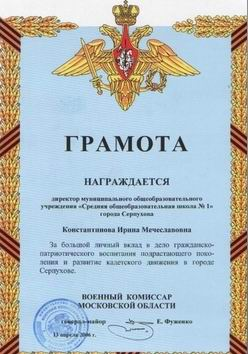 ГРАМОТА
НАГРАЖДАЕТСЯ
директор муниципального общеобразовательного
учреждения «Средняя общеобразовательная школа № 1»
города Серпухова
Константинова Ирина Мечеславовна
За большой личный вклад в дело гражданско-
патриотического воспитания подрастающего поко-
ления и развитие кадетского движения в городе
Серпухове.
ВОЕННЫЙ КОМИССАР
МОСКОВСКОЙ ОБЛАСТИ
генерал-майор Е. Фуженко
13 апреля 2006 г.